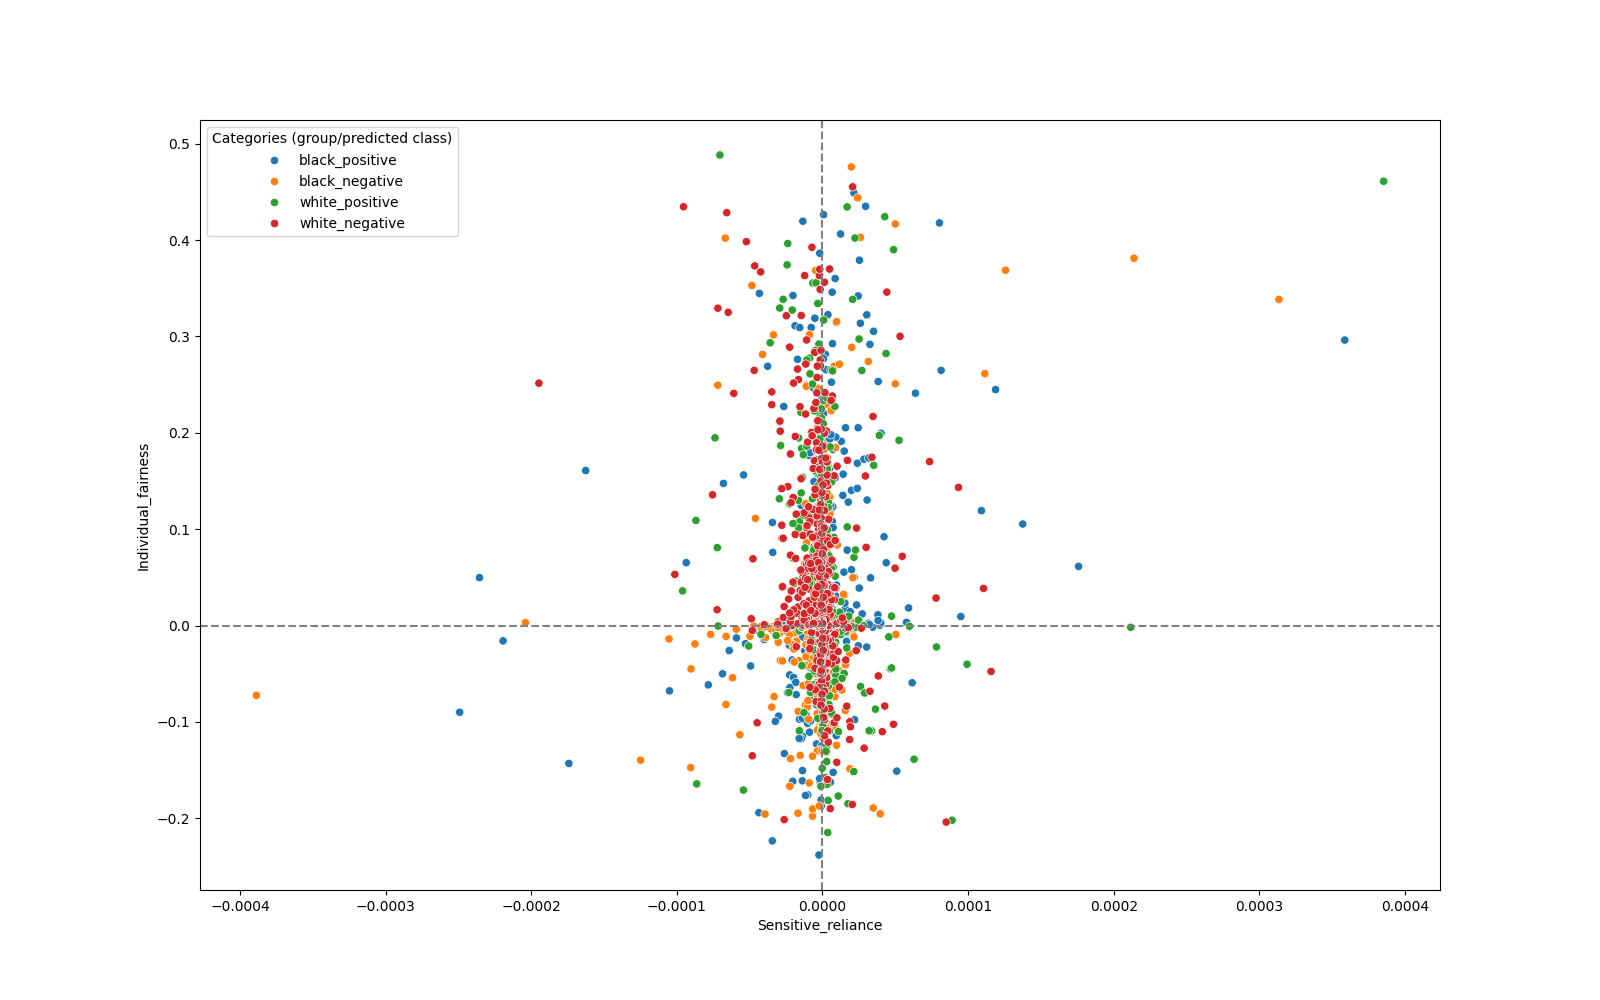 Categories (group/predicted class)
black_positive
black_negative
white_positive
white_negative
0.5
0.4
0.3
0.2
0.1
0.0
−0.1
−0.2
Individual_fairness
−0.0004
−0.0003
−0.0002
−0.0001
0.0000
0.0001
0.0002
0.0003
0.0004
Sensitive_reliance